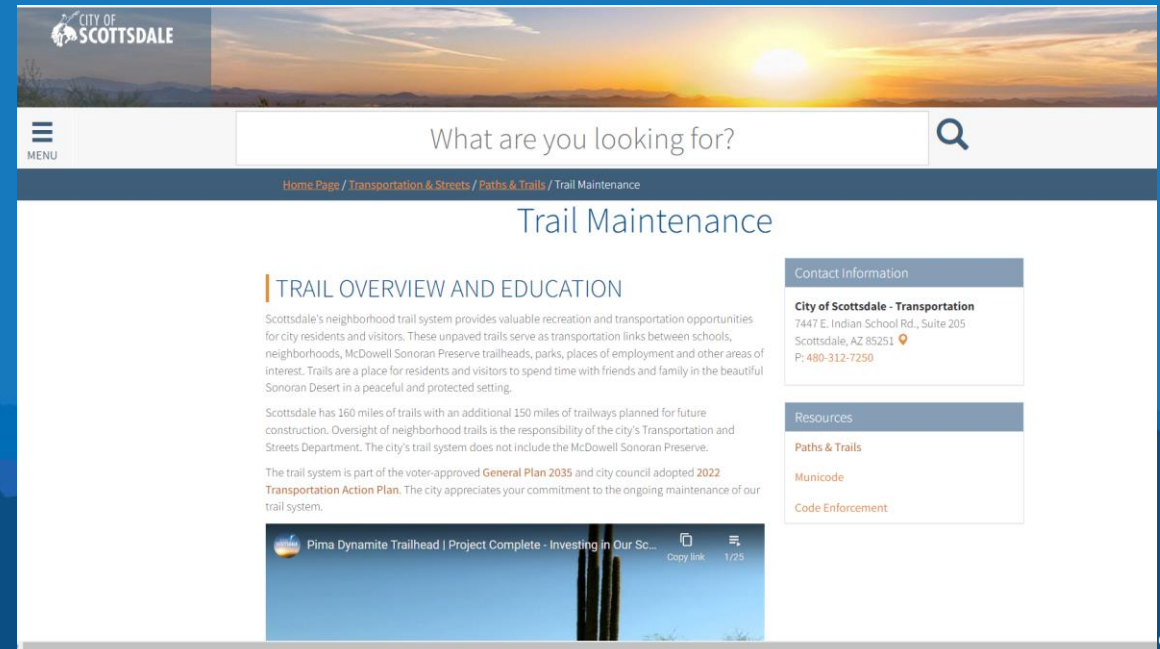 CITY OF
SCOTTSDALE
MENU
What are you looking for?
Home Page / Transportation & Streets / Paths & Trails / Trail Maintenance
Trail Maintenance
TRAIL OVERVIEW AND EDUCATION
Scottsdale's neighborhood trail system provides valuable recreation and transportation opportunities
for city residents and visitors. These unpaved trails serve as transportation links between schools,
neighborhoods, McDowell Sonoran Preserve trailheads, parks, places of employment and other areas of
interest. Trails are a place for residents and visitors to spend time with friends and family in the beautiful
Sonoran Desert in a peaceful and protected setting.
Scottsdale has 160 miles of trails with an additional 150 miles of trailways planned for future
construction. Oversight of neighborhood trails is the responsibility of the city's Transportation and
Streets Department. The city's trail system does not include the McDowell Sonoran Preserve.
The trail system is part of the voter-approved General Plan 2035 and city council adopted 2022
Transportation Action Plan. The city appreciates your commitment to the ongoing maintenance of our
trail system.
Pima Dynamite Trailhead | Project Complete - Investing in Our Sc...
Copy link
1/25
Contact Information
City of Scottsdale - Transportation
7447 E. Indian School Rd., Suite 205
Scottsdale, AZ 85251
P: 480-312-7250
Resources
Paths & Trails
Municode
Code Enforcement